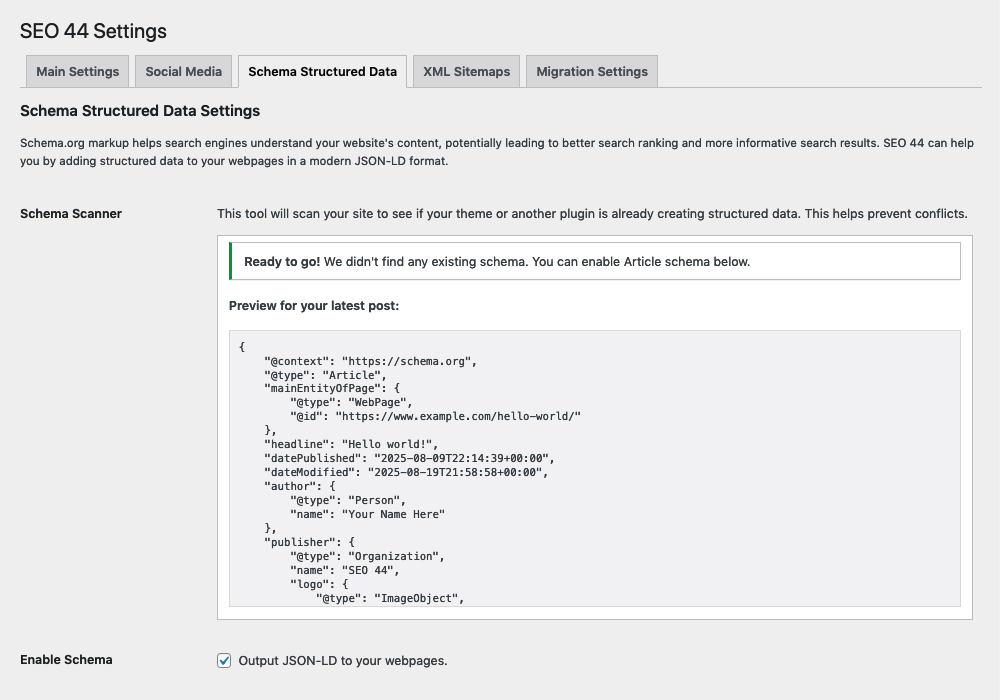 SEO 44 Settings
Main Settings
Social Media
Schema Structured Data
XML Sitemaps
Migration Settings
Schema Structured Data Settings
Schema.org markup helps search engines understand your website's content, potentially leading to better search ranking and more informative search results. SEO 44 can help
you by adding structured data to your webpages in a modern JSON-LD format.
Schema Scanner
This tool will scan your site to see if your theme or another plugin is already creating structured data. This helps prevent conflicts.
Ready to go! We didn't find any existing schema. You can enable Article schema below.
Preview for your latest post:
{
    "@context": "https://schema.org",
    "@type": "Article",
    "mainEntityOfPage": {
        "@type": "WebPage",
        "@id": "https://www.example.com/hello-world/"
    },
    "headline": "Hello world!",
    "datePublished": "2025-08-09T22:14:39+00:00",
    "dateModified": "2025-08-19T21:58:58+00:00",
    "author": {
        "@type": "Person",
        "name": "Your Name Here"
    },
    "publisher": {
        "@type": "Organization",
        "name": "SEO 44",
        "logo": {
            "@type": "ImageObject",
Enable Schema
Output JSON-LD to your webpages.